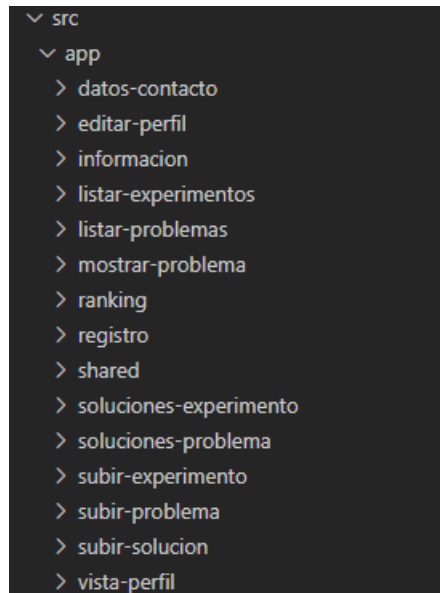 src
app
datos-contacto
editar-perfil
informacion
listar-experimentos
listar-problemas
mostrar-problema
ranking
registro
shared
soluciones-experimento
soluciones-problema
subir-experimento
subir-problema
subir-solucion
vista-perfil